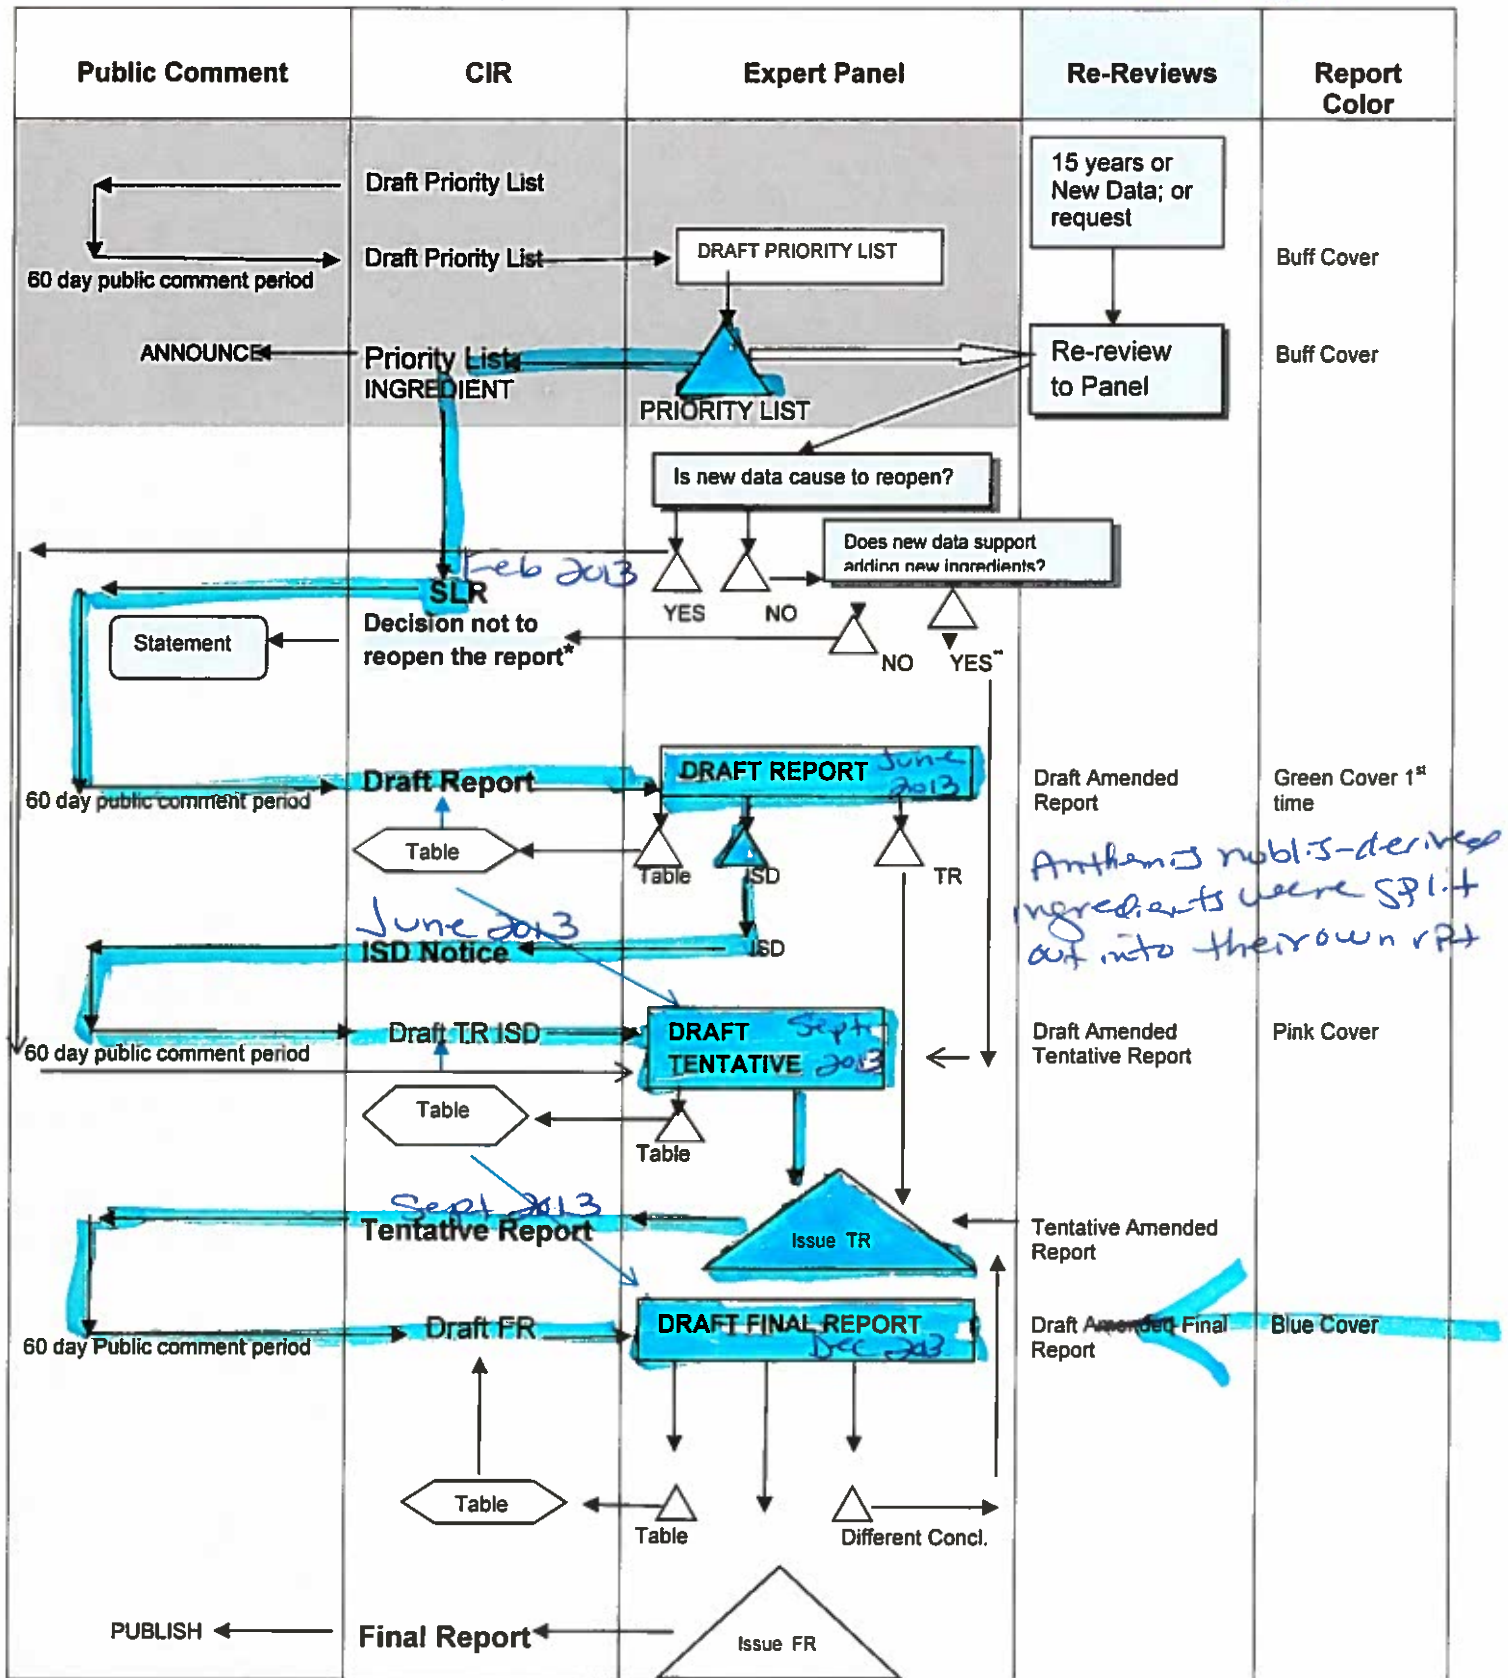 Public Comment
CIR
Expert Panel
Re-Reviews
Report
Color
Draft Priority List
15 years or
New Data; or
request
60 day public comment period
Draft Priority List
DRAFT PRIORITY LIST
Buff Cover
ANNOUNCE
Priority List
INGREDIENT
PRIORITY LIST
Re-review
to Panel
Buff Cover
Is new data cause to reopen?
Does new data support
adding new ingredients?
Feb 2013
SLR
YES
NO
Statement
Decision not to
reopen the report*
NO
YES**
60 day public comment period
Draft Report
DRAFT REPORT
June
2013
Draft Amended
Report
Green Cover 1st
time
Table
Table
ISD
TR
Anthemis noblis-derived
ingredients were split
out into their own rpt
June 2013
ISD Notice
ISD
60 day public comment period
Draft TR ISD
DRAFT
TENTATIVE
Sept
2013
Draft Amended
Tentative Report
Pink Cover
Table
Table
Sept 2013
Tentative Report
Issue TR
Tentative Amended
Report
60 day Public comment period
Draft FR
DRAFT FINAL REPORT
Dec 2013
Draft Amended Final
Report
Blue Cover
Table
Table
Different Concl.
PUBLISH
Final Report
Issue FR